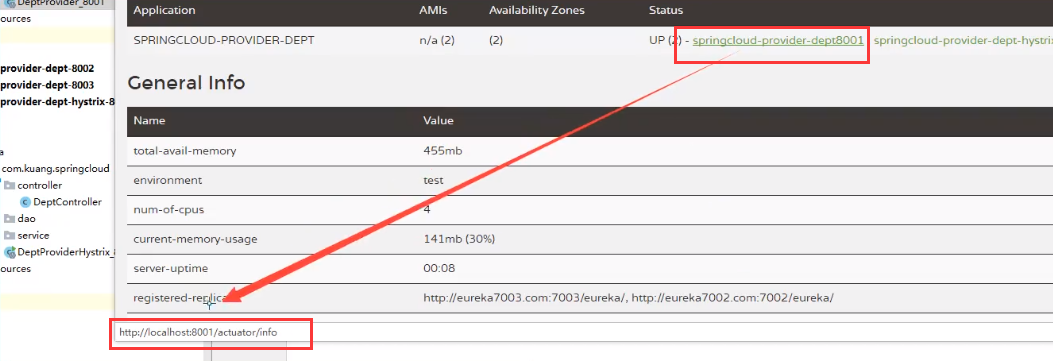 DeptProvider_8001
ources
provider-dept-8002
provider-dept-8003
provider-dept-hystrix-8
a
com.kuang.springcloud
controller
DeptController
dao
service
DeptProviderHystrix_8
ources
Application AMIs Availability Zones Status
SPRINGCLOUD-PROVIDER-DEPT n/a (2) (2) UP (2) - springcloud-provider-dept8001 springcloud-provider-dept-hystrix
General Info
Name Value
total-avail-memory 455mb
environment test
num-of-cpus 4
current-memory-usage 141mb (30%)
server-uptime 00:08
registered-replica http://eureka7003.com:7003/eureka/, http://eureka7002.com:7002/eureka/
http://localhost:8001/actuator/info